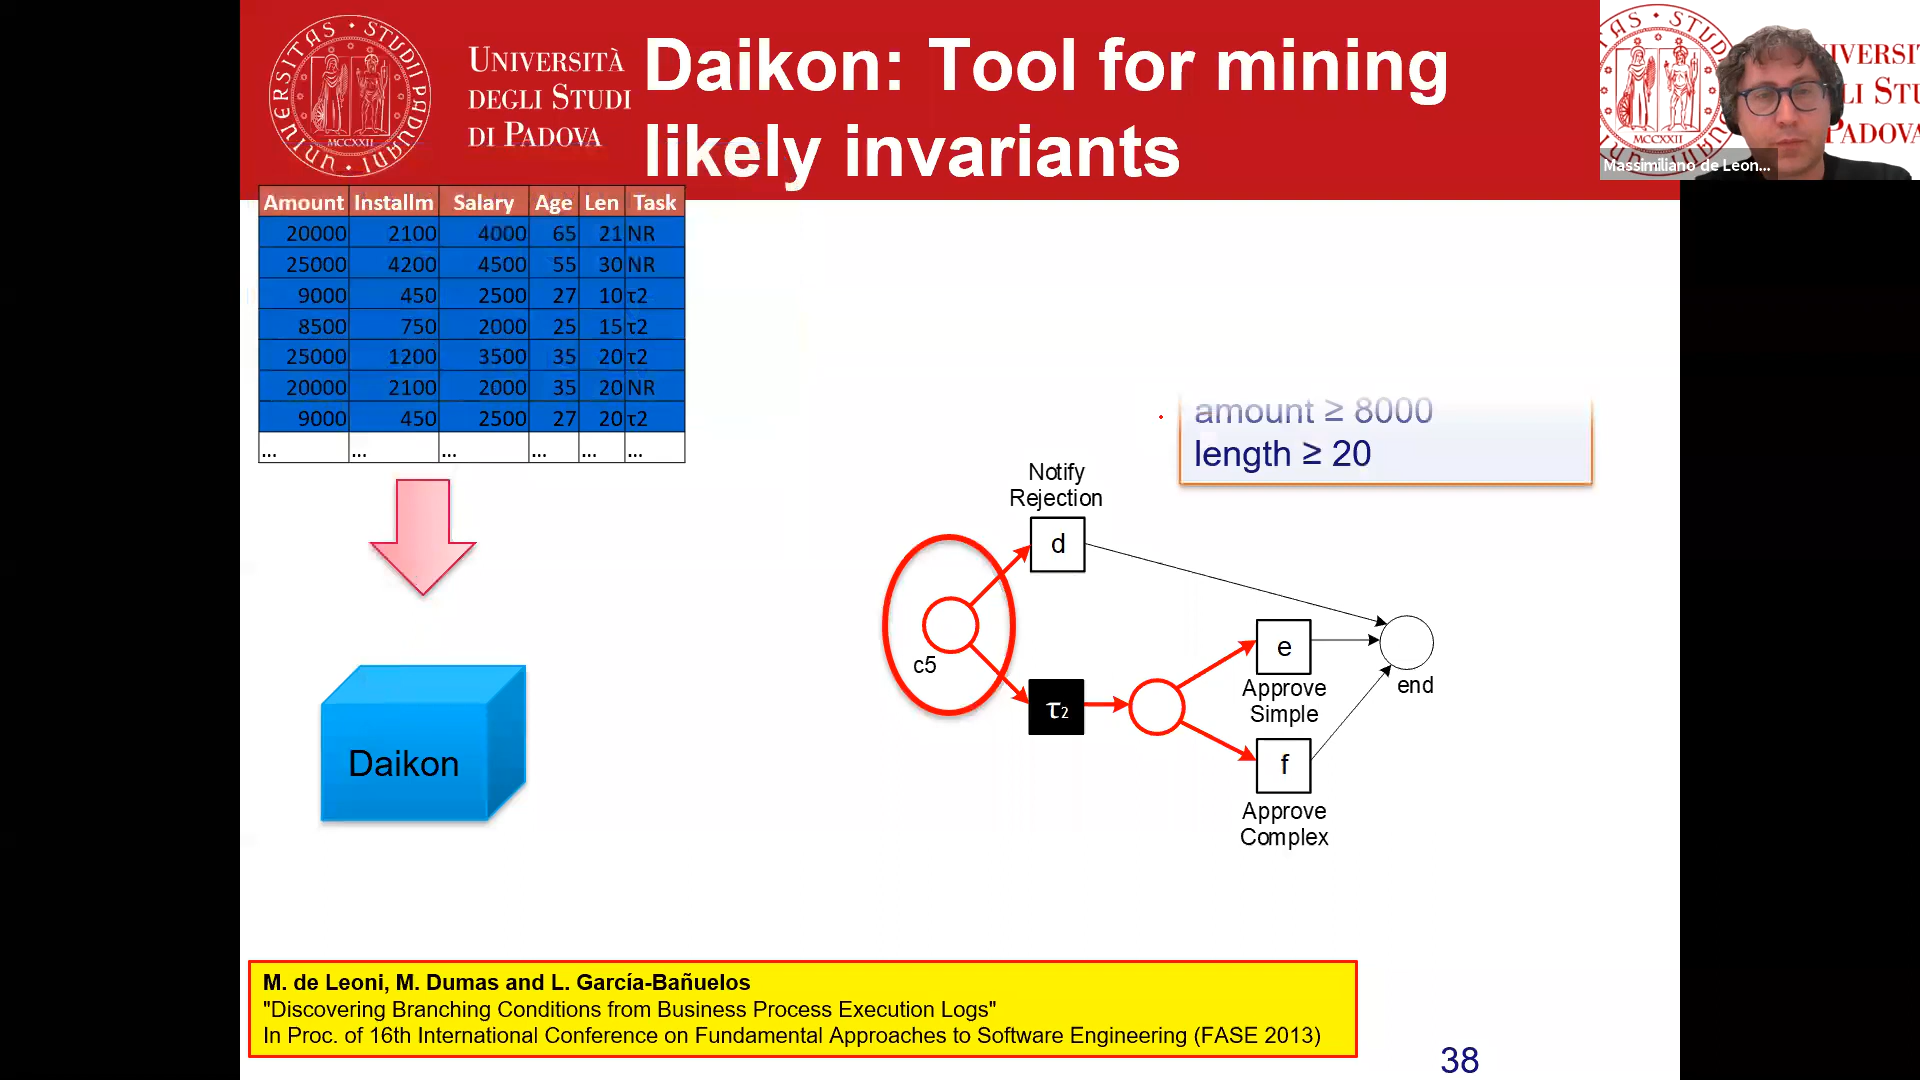 UNIVERSITÀ
DEGLI STUDI
DI PADOVA
Daikon: Tool for mining
likely invariants
UNIVERSITAS STUDII PADUANI
MCCXXII
MCCXXII
Massimiliano de Leon...
Amount Installm Salary Age Len Task
20000 2100 4000 65 21 NR
25000 4200 4500 55 30 NR
9000 450 2500 27 10 τ2
8500 750 2000 25 15 τ2
25000 1200 3500 35 20 τ2
20000 2100 2000 35 20 NR
9000 450 2500 27 20 τ2
... ... ... ... ... ...
amount ≥ 8000
length ≥ 20
Notify
Rejection
d
c5
τ2
e
Approve
Simple
end
f
Approve
Complex
Daikon
M. de Leoni, M. Dumas and L. García-Bañuelos
"Discovering Branching Conditions from Business Process Execution Logs"
In Proc. of 16th International Conference on Fundamental Approaches to Software Engineering (FASE 2013)
38